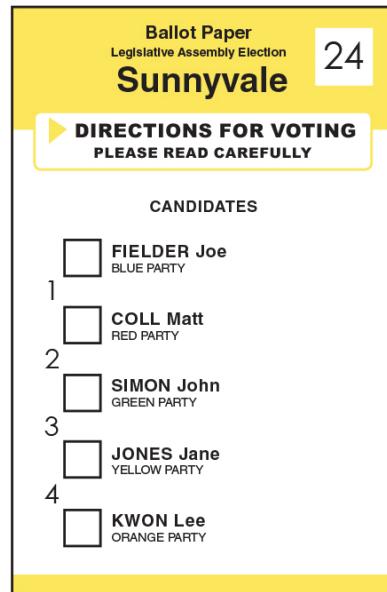 Ballot Paper
Legislative Assembly Election
Sunnyvale
24
DIRECTIONS FOR VOTING
PLEASE READ CAREFULLY
CANDIDATES
FIELDER Joe
BLUE PARTY
1
COLL Matt
RED PARTY
2
SIMON John
GREEN PARTY
3
JONES Jane
YELLOW PARTY
4
KWON Lee
ORANGE PARTY